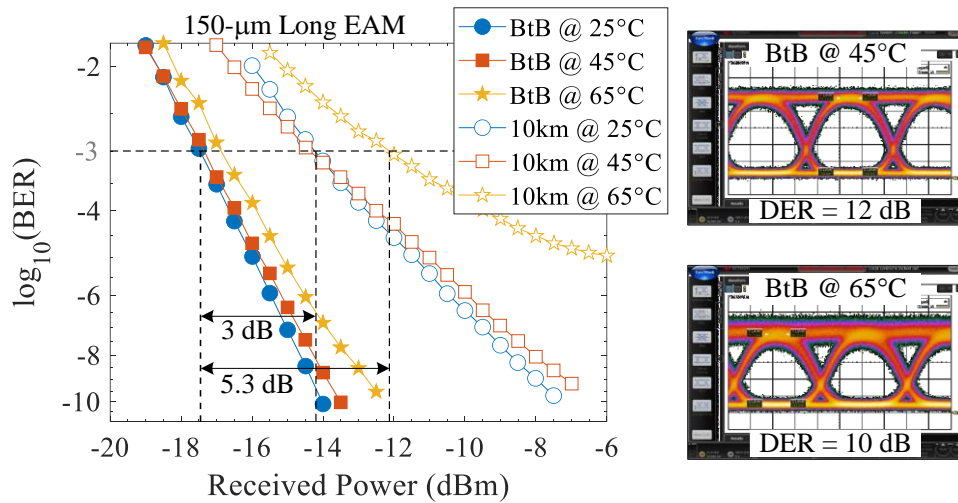 150-μm Long EAM
BtB @ 25°C
BtB @ 45°C
BtB @ 65°C
10km @ 25°C
10km @ 45°C
10km @ 65°C
log10(BER)
-2
-3
-4
-6
-8
-10
3 dB
5.3 dB
-20
-18
-16
-14
-12
-10
-8
-6
Received Power (dBm)
BtB @ 45°C
DER = 12 dB
BtB @ 65°C
DER = 10 dB